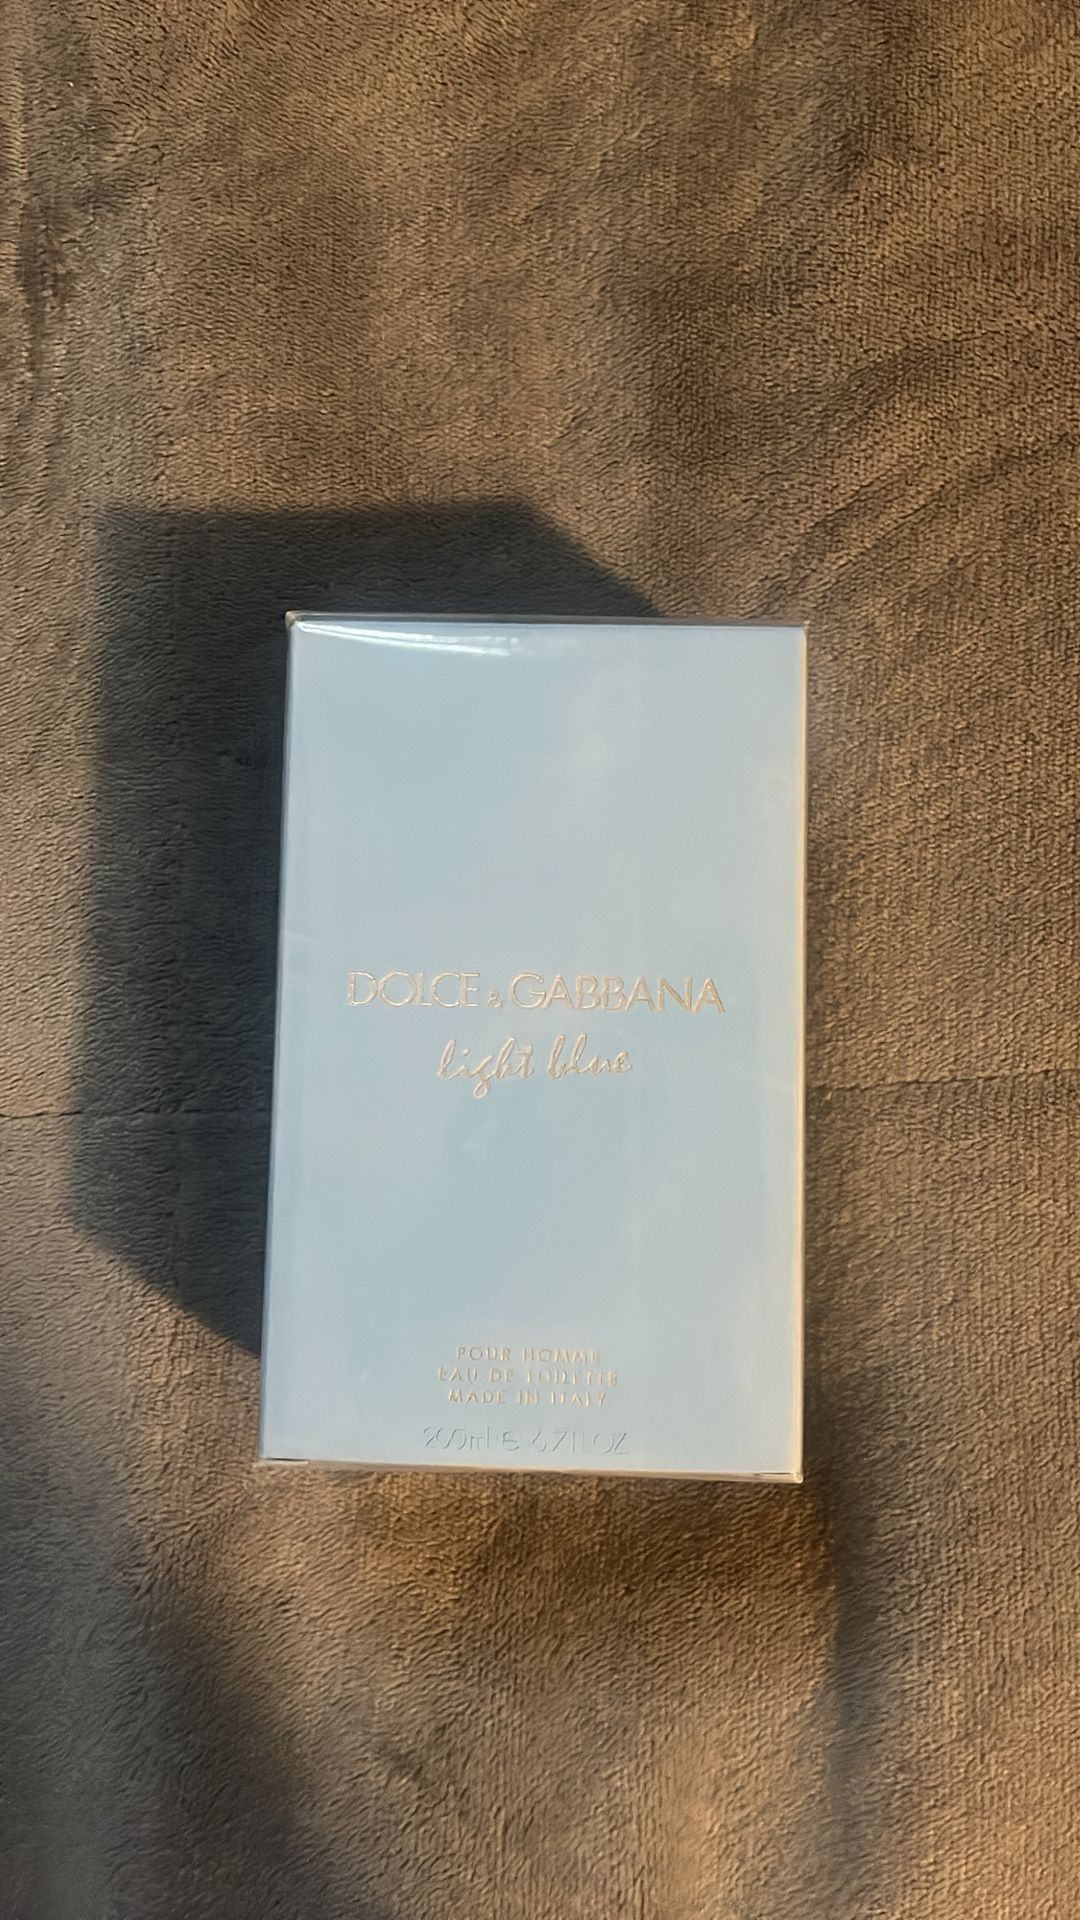 DOLCE & GABBANA
light blue
POUR HOMME
EAU DE TOILETTE
MADE IN ITALY
200ml e 6.7 fl.oz